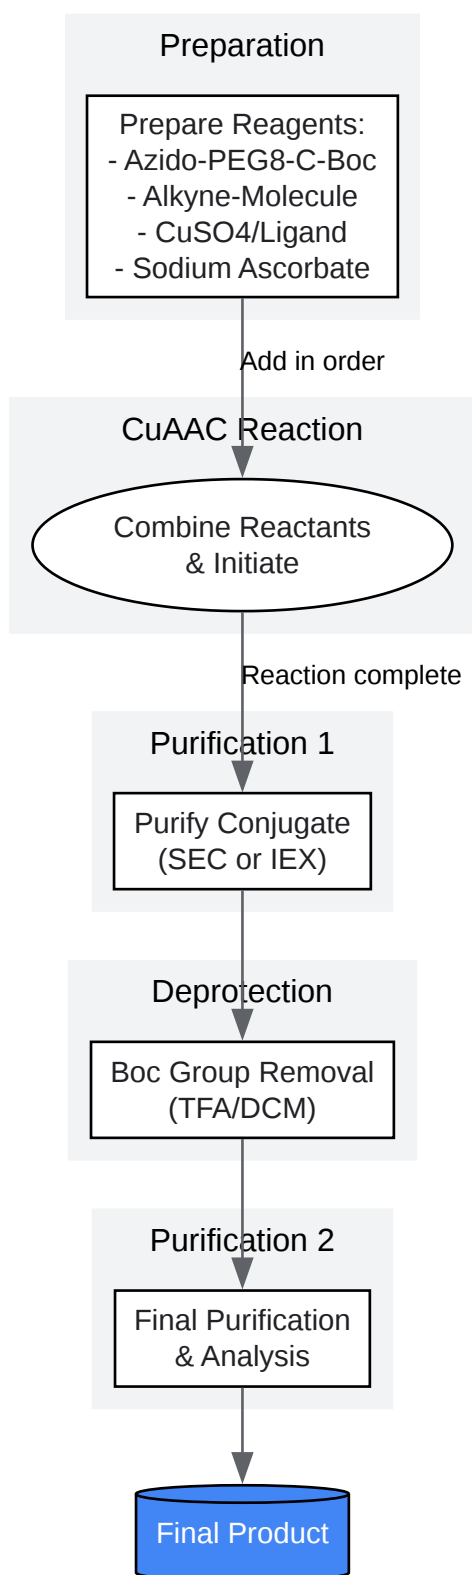 Preparation
Prepare Reagents:
- Azido-PEG8-C-Boc
- Alkyne-Molecule
- CuSO4/Ligand
- Sodium Ascorbate
Add in order
CuAAC Reaction
Combine Reactants
& Initiate
Reaction complete
Purification 1
Purify Conjugate
(SEC or IEX)
Deprotection
Boc Group Removal
(TFA/DCM)
Purification 2
Final Purification
& Analysis
Final Product